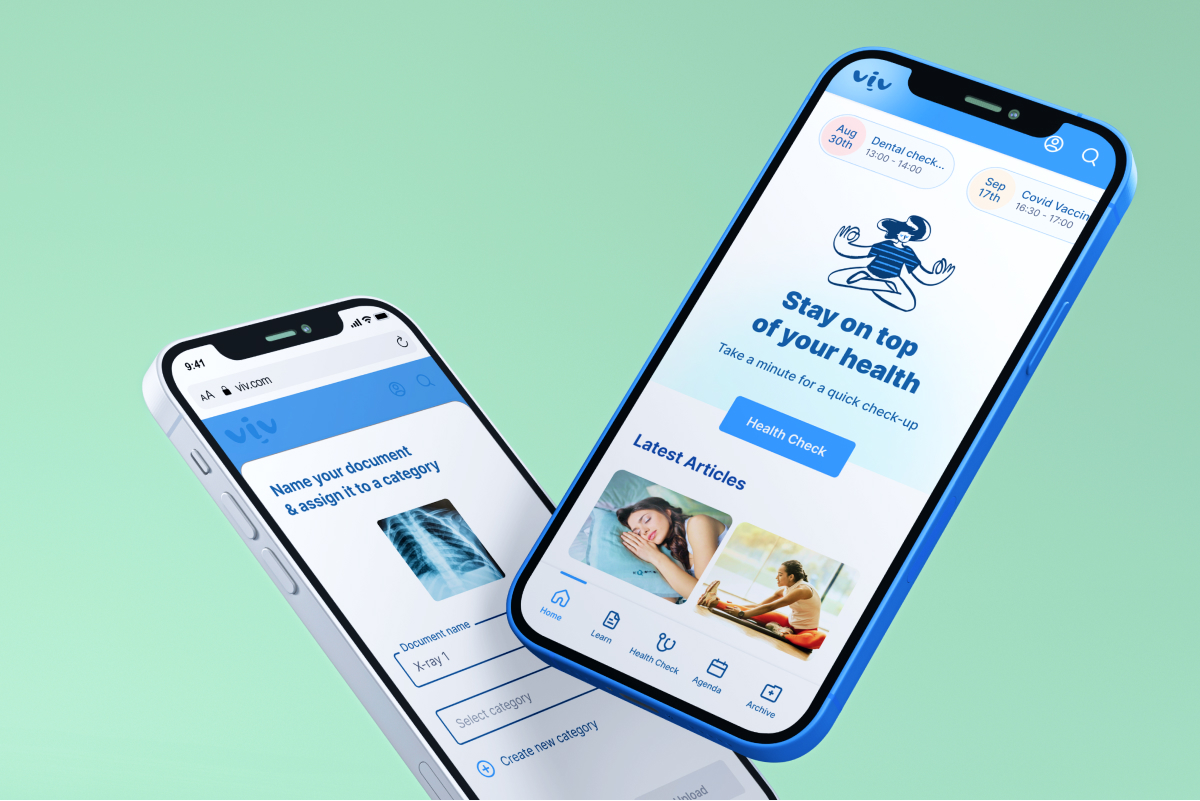 9:41
AA viv.com
viv
Name your document
& assign it to a category
Document name
X-ray 1
Select category
Create new category
Upload
viv
Aug
30th
Dental check...
13:00 - 14:00
Sep
17th
Covid Vaccin
16:30 - 17:00
Stay on top
of your health
Take a minute for a quick check-up
Health Check
Latest Articles
Home
Learn
Health Check
Agenda
Archive